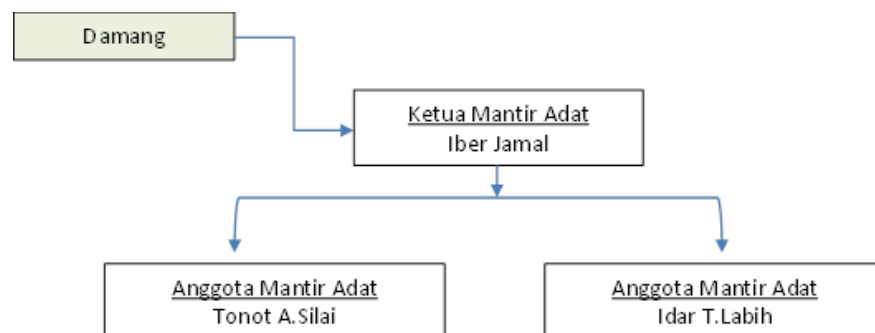 Damang
Ketua Mantir Adat
Iber Jamal
Anggota Mantir Adat
Tonot A.Silai
Anggota Mantir Adat
Idar T.Labih